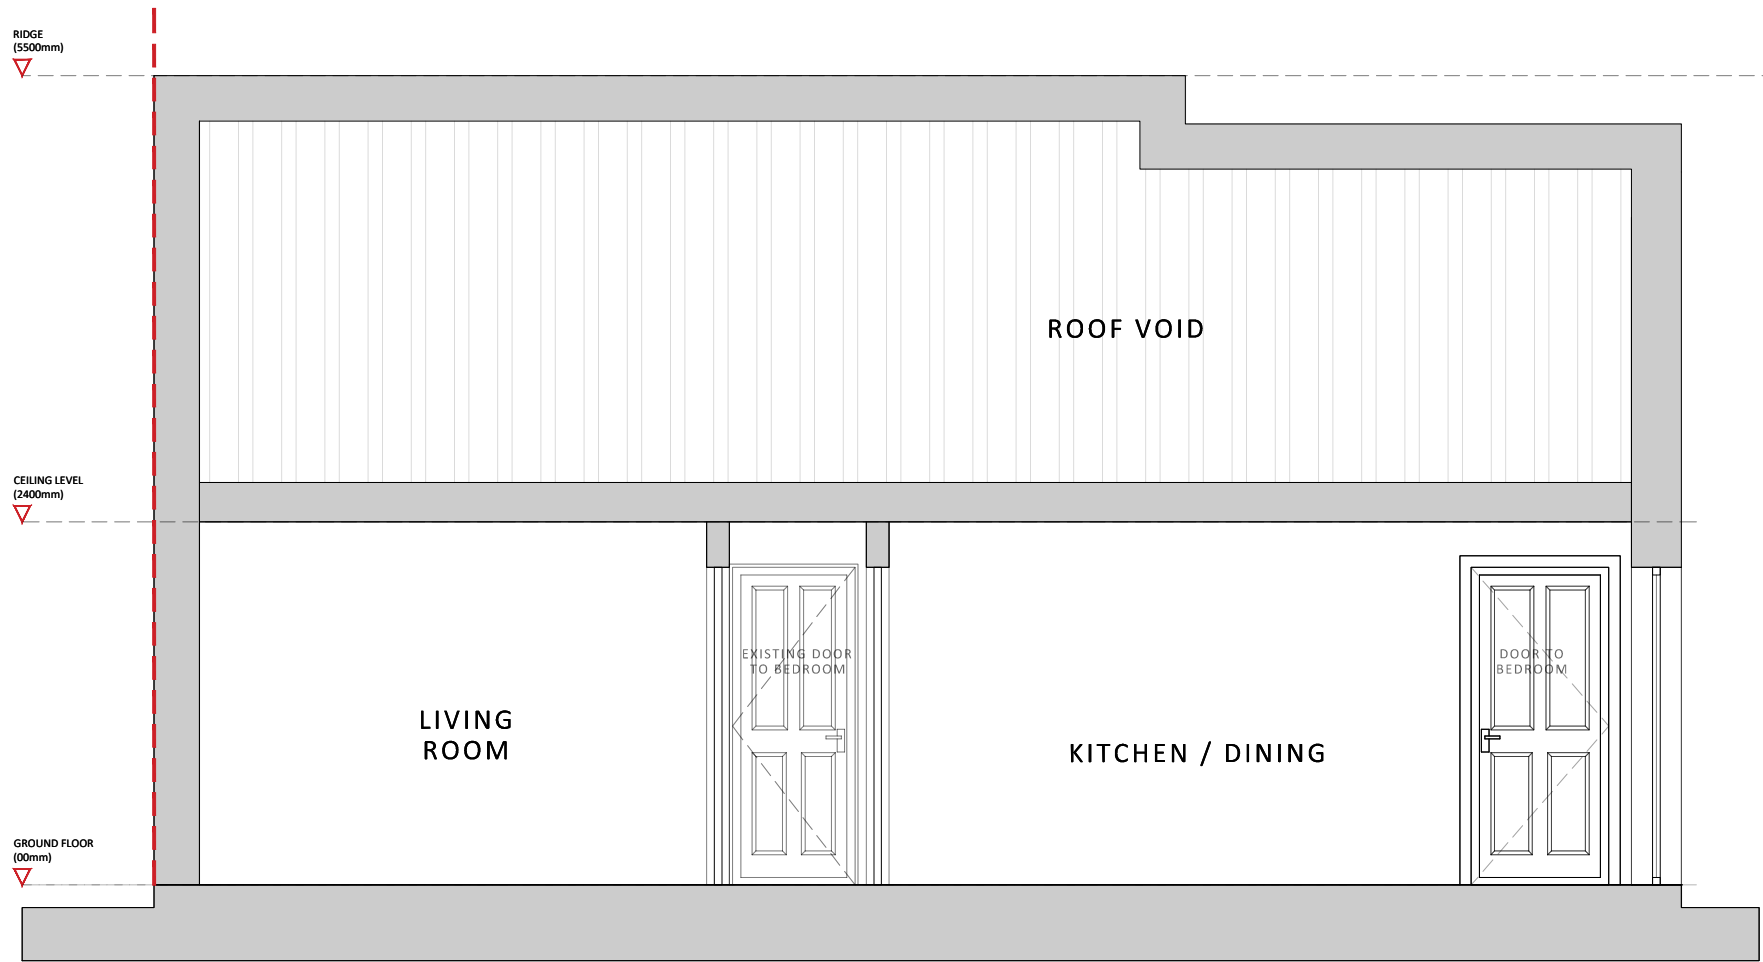 RIDGE
(5500mm)
ROOF VOID
CEILING LEVEL
(2400mm)
EXISTING DOOR
TO BEDROOM
DOOR TO
BEDROOM
LIVING
ROOM
KITCHEN / DINING
GROUND FLOOR
(00mm)